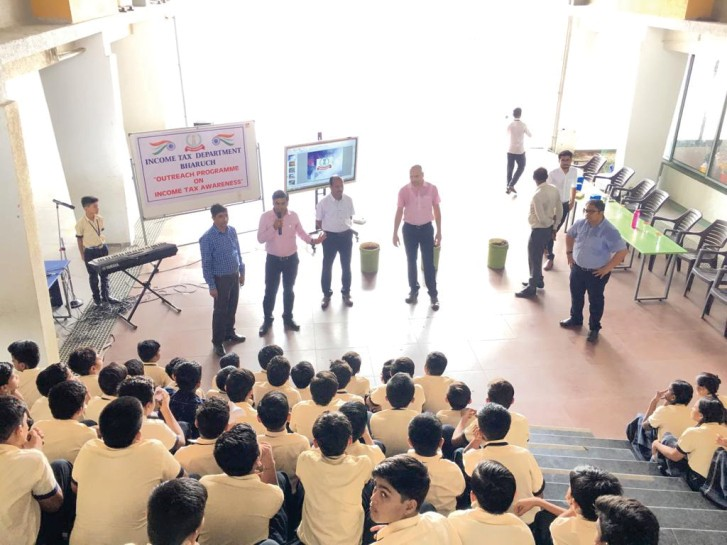 INCOME TAX DEPARTMENT
BHARUCH
"OUTREACH PROGRAMME
ON
INCOME TAX AWARENESS"